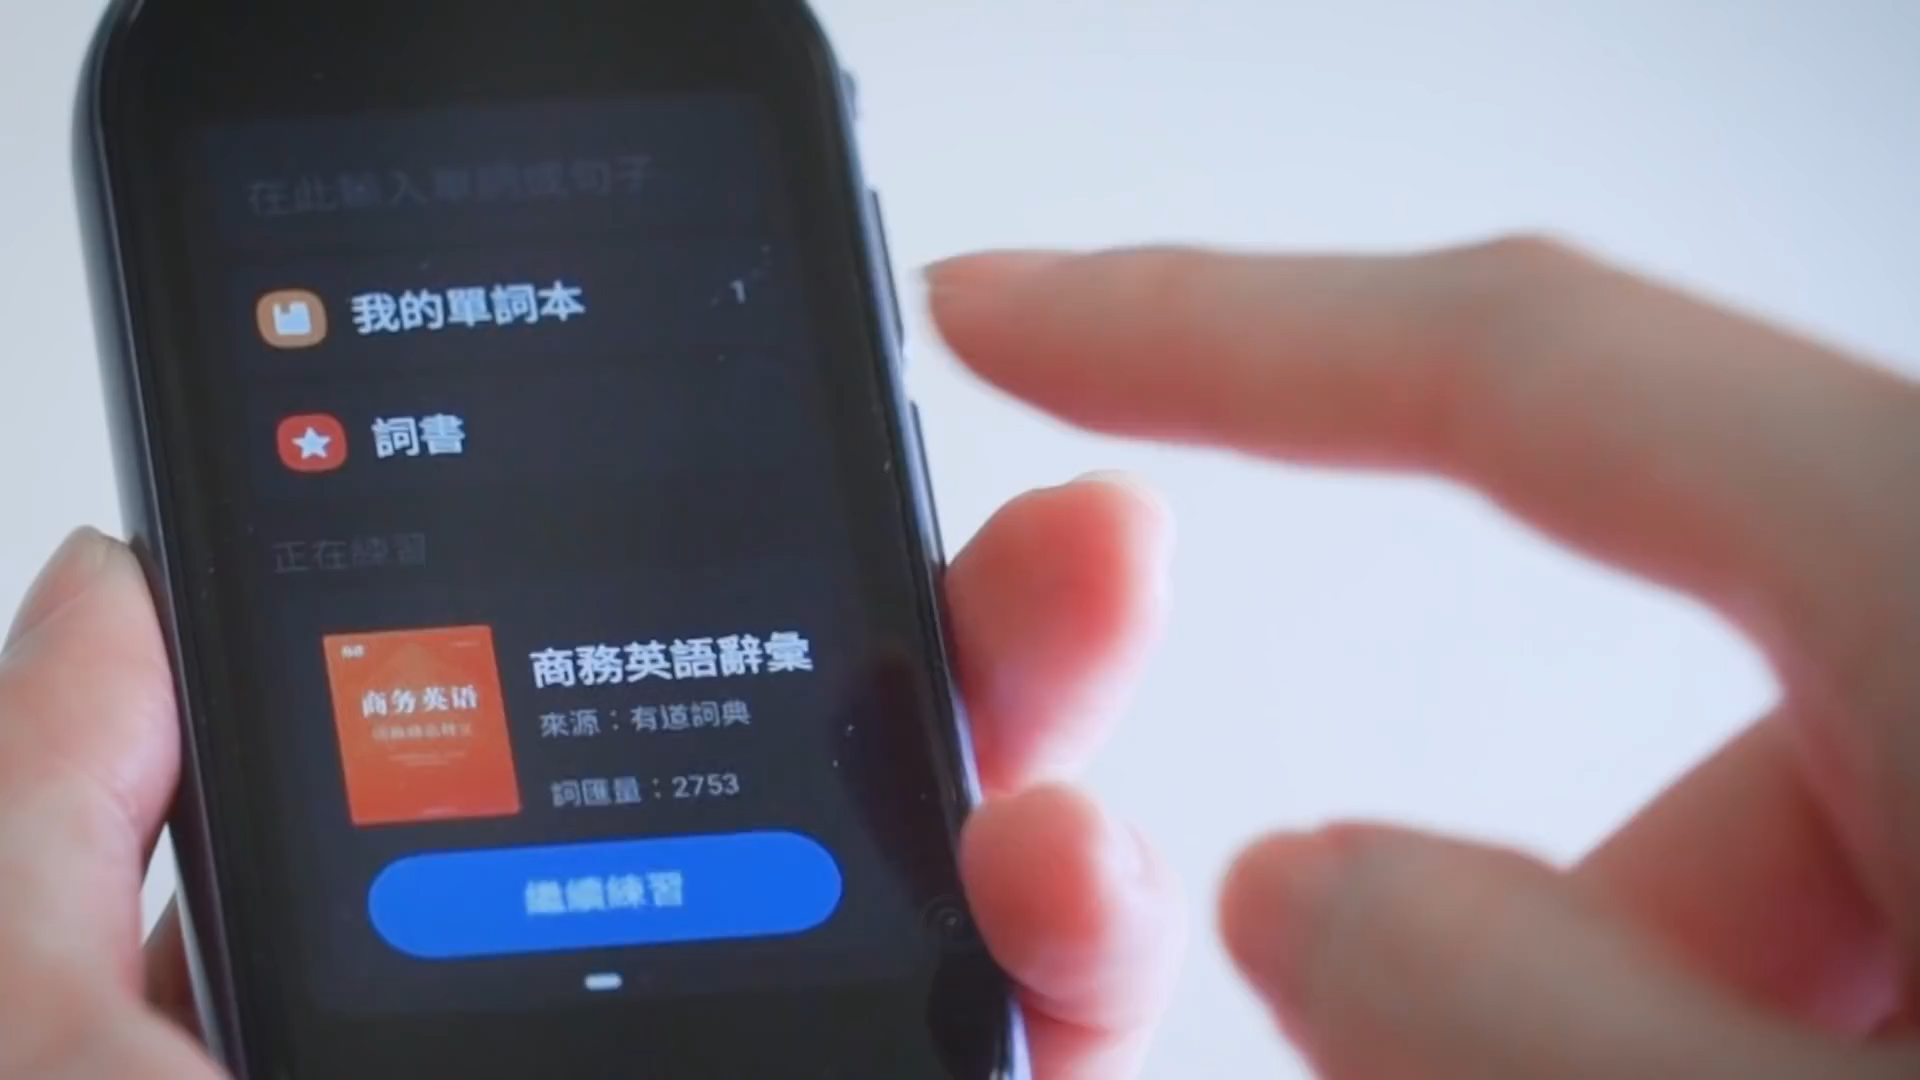 在此輸入單詞或句子
我的單詞本 1
詞書
正在練習
商务英语
商務英語辭彙
來源：有道詞典
詞匯量：2753
繼續練習